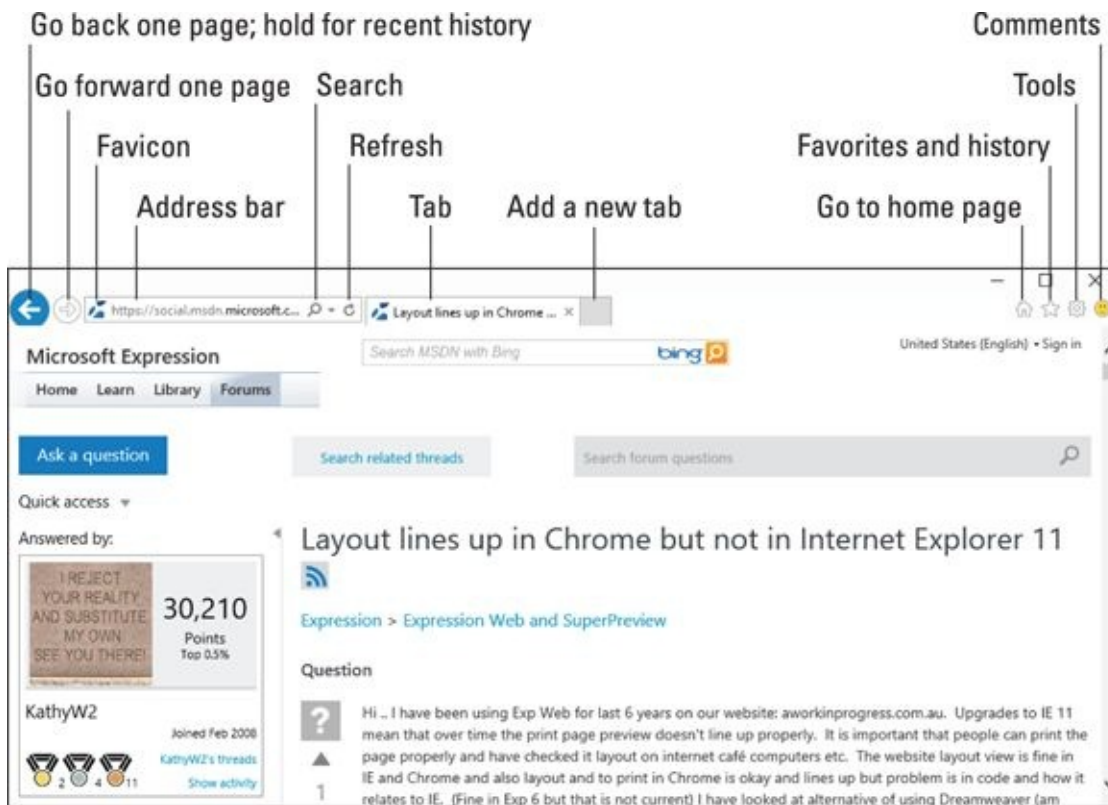 Go back one page; hold for recent history
Comments
Go forward one page
Search
Tools
Favicon
Refresh
Favorites and history
Address bar
Tab
Add a new tab
Go to home page
https://social.msdn.microsoft.c...
Layout lines up in Chrome ...
Microsoft Expression
Search MSDN with Bing
bing
United States (English)
Sign in
Home
Learn
Library
Forums
Ask a question
Search related threads
Search forum questions
Quick access
Answered by:
Layout lines up in Chrome but not in Internet Explorer 11
I REJECT
YOUR REALITY
AND SUBSTITUTE
MY OWN
SEE YOU THERE!
30,210
Points
Top 0.5%
Expression > Expression Web and SuperPreview
Question
KathyW2
Joined Feb 2008
KathyW2's threads
2
4
11
Show activity
?
1
Hi .. I have been using Exp Web for last 6 years on our website: aworkinprogress.com.au. Upgrades to IE 11
mean that over time the print page preview doesn't line up properly. It is important that people can print the
page properly and have checked it layout on internet café computers etc. The website layout view is fine in
IE and Chrome and also layout and to print in Chrome is okay and lines up but problem is in code and how it
relates to IE. (Fine in Exp 6 but that is not current) I have looked at alternative of using Dreamweaver (am